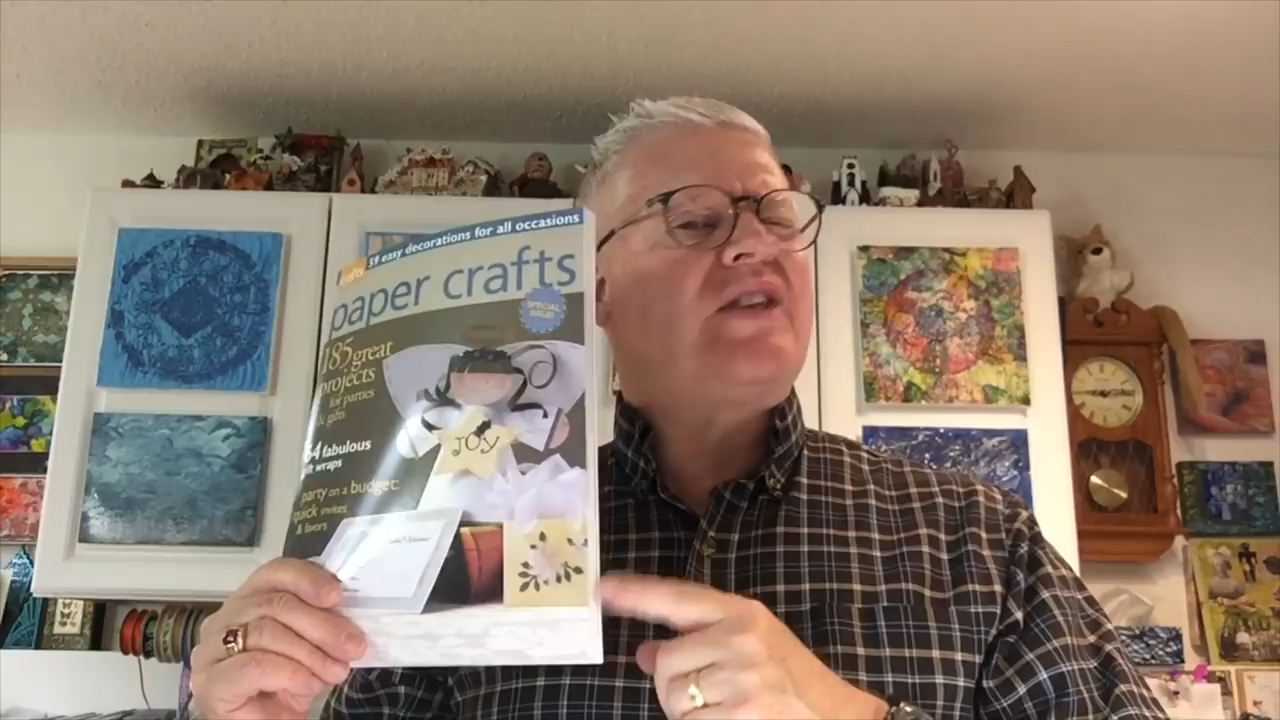 crafts 59 easy decorations for all occasions
paper crafts
SPECIAL
ISSUE!
185 great
projects
for parties
& gifts
64 fabulous
gift wraps
JOY
party on a budget:
quick invites
& favors